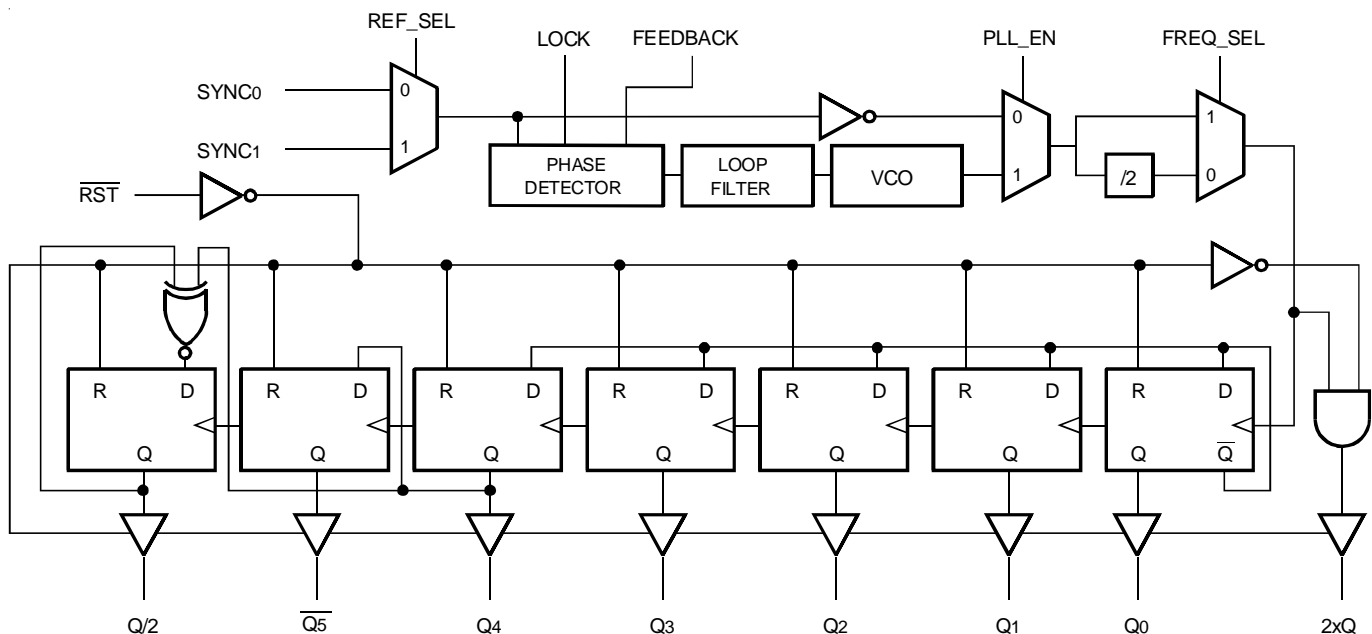 REF_SEL
LOCK FEEDBACK PLL_EN FREQ_SEL
SYNC0 0 0 1
SYNC1 1 PHASE DETECTOR LOOP FILTER VCO 1 /2 0
RST
R D R D R D R D R D R D R D
Q Q Q Q Q Q Q Q
Q/2 Q5 Q4 Q3 Q2 Q1 Q0 2xQ